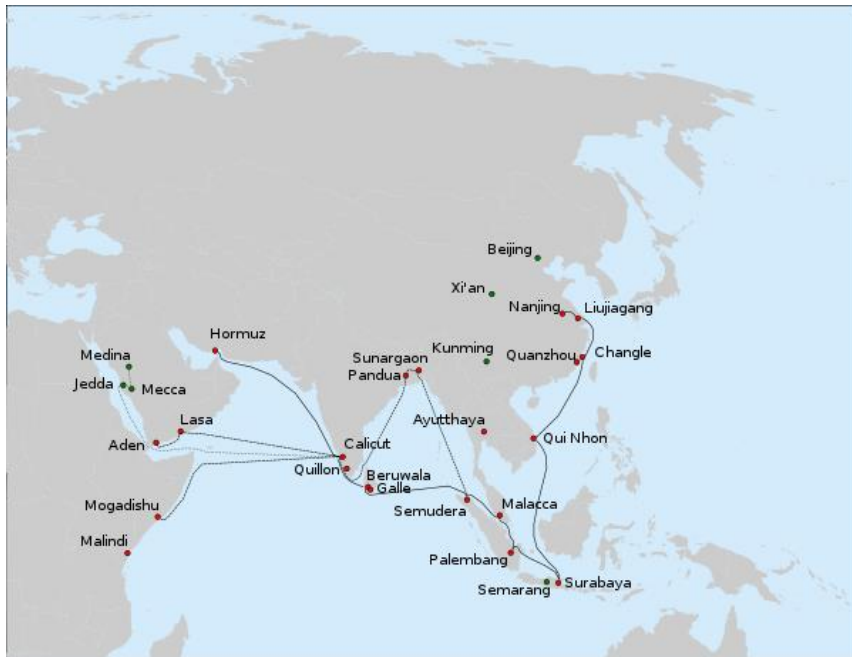 Beijing
Xi'an
Nanjing
Liujiagang
Hormuz
Medina
Kunming
Sunargaon
Quanzhou
Changle
Pandua
Jedda
Mecca
Lasa
Ayutthaya
Aden
Qui Nhon
Calicut
Quillon
Beruwala
Galle
Mogadishu
Semudera
Malacca
Malindi
Palembang
Semarang
Surabaya